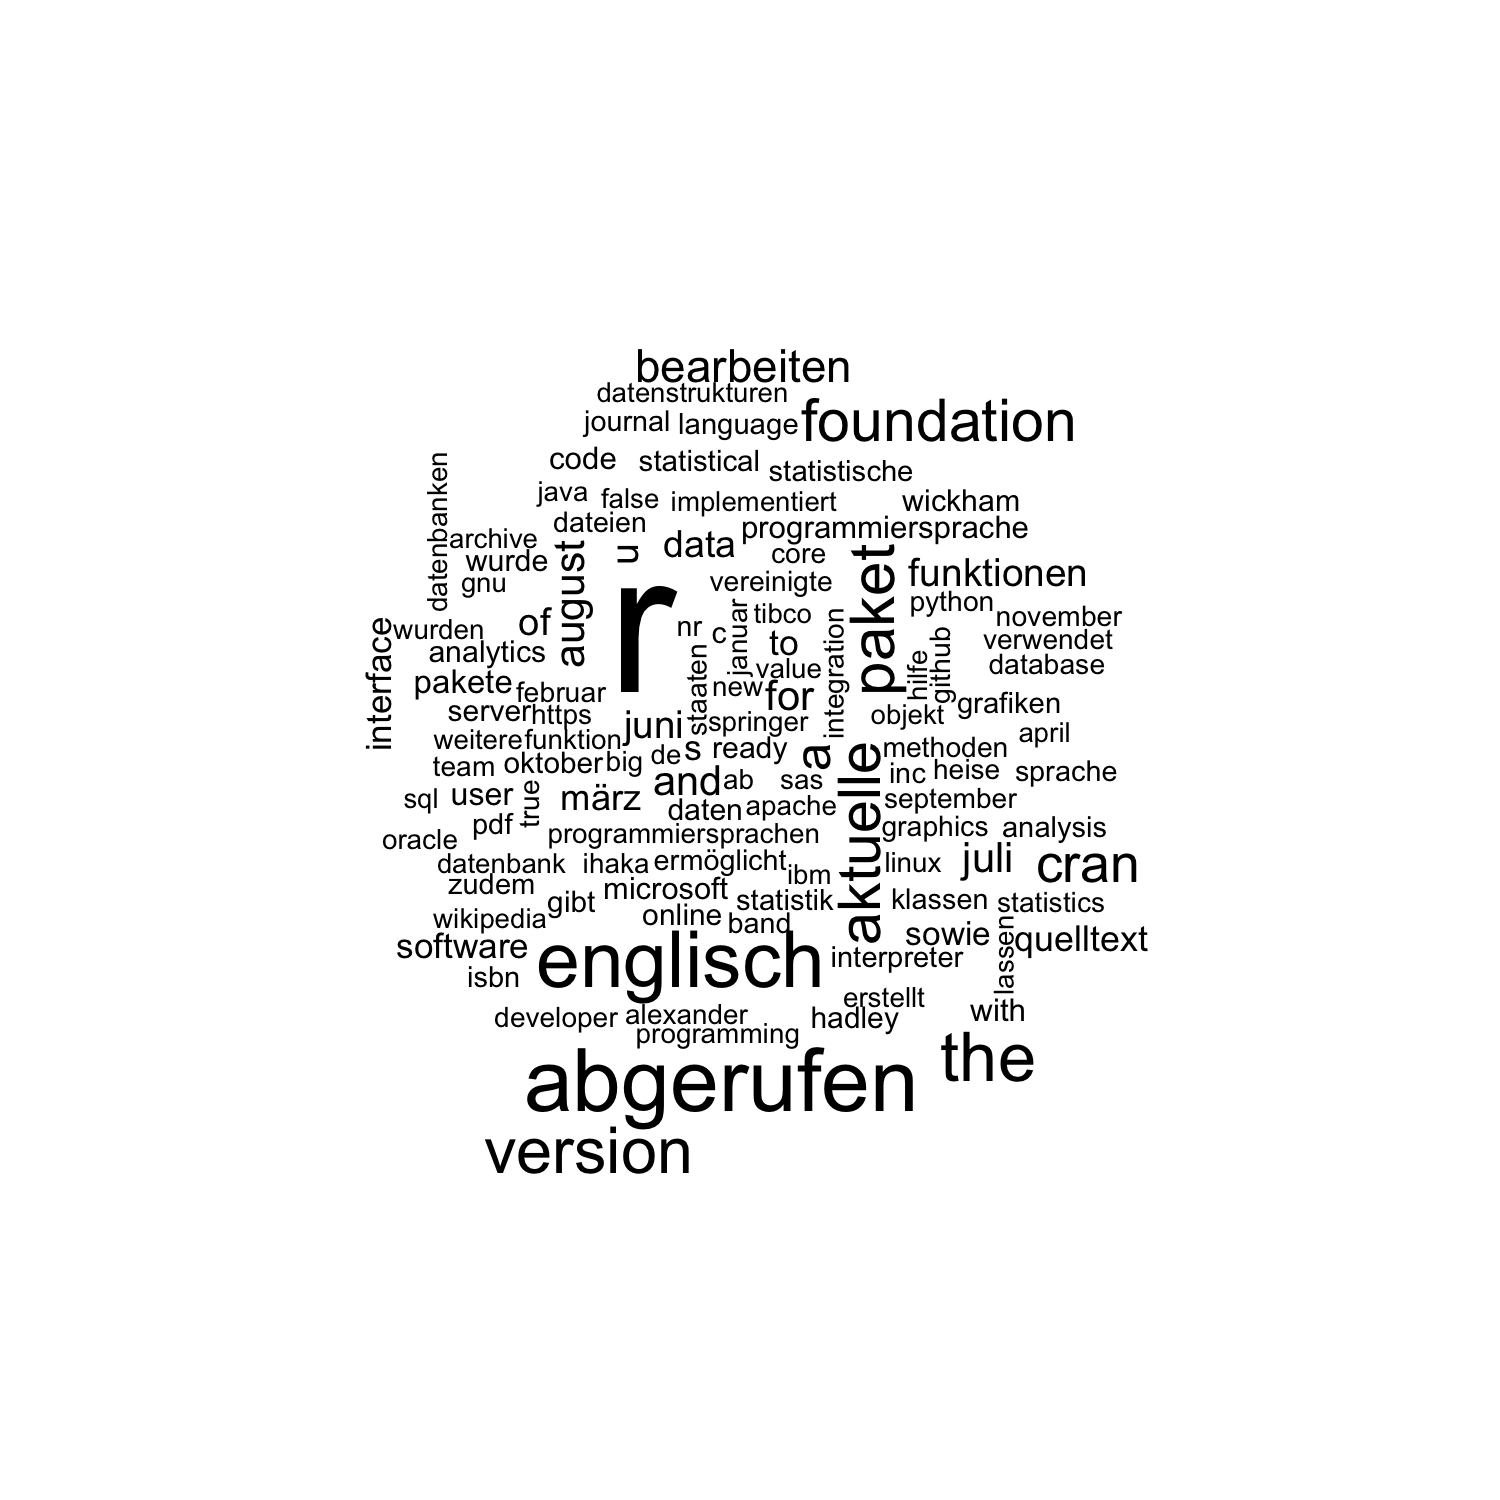 bearbeiten
datenstrukturen
journal language foundation
code statistical statistische
datenbanken
java false implementiert wickham
dateien programmiersprache
archive august u data core paket
wurde vereinigte funktionen
gnu r python
of nr c januar tibco november
interface wurden to integration verwendet
analytics staaten value hilfe github database
pakete februar new for grafiken
server https juni springer objekt
weitere funktion de s ready a aktuelle methoden april
team oktober big and ab sas inc heise sprache
sql user true märz daten apache september
pdf programmiersprachen graphics analysis
oracle
datenbank ihaka ermöglicht ibm linux juli cran
zudem gibt microsoft statistik klassen statistics
wikipedia online band
software englisch sowie lassen quelltext
isbn interpreter
erstellt
developer alexander hadley with
programming
abgerufen the
version